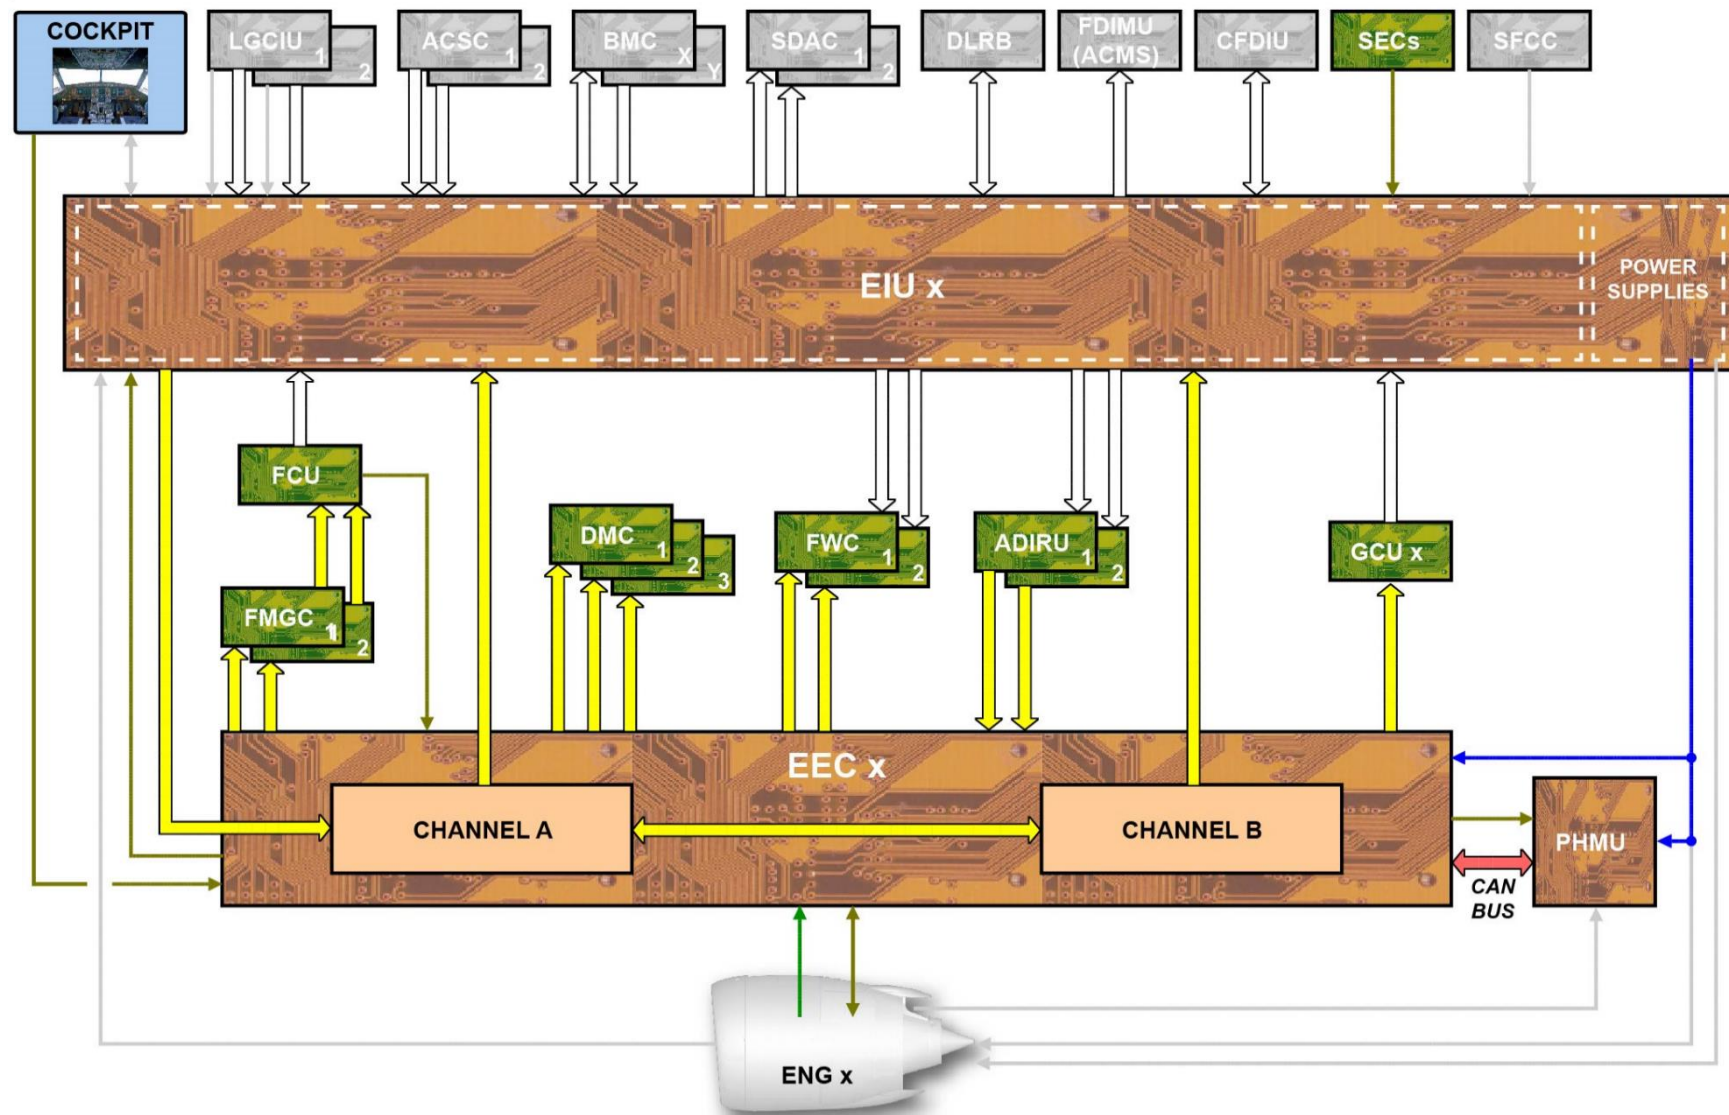 COCKPIT
LGCIU
1
2
ACSC
1
2
BMC
X
Y
SDAC
1
2
DLRB
FDIMU
(ACMS)
CFDIU
SECs
SFCC
EIU x
POWER
SUPPLIES
FCU
DMC
1
2
3
FWC
1
2
ADIRU
1
2
GCU x
FMGC
1
2
EEC x
CHANNEL A
CHANNEL B
PHMU
CAN
BUS
ENG x